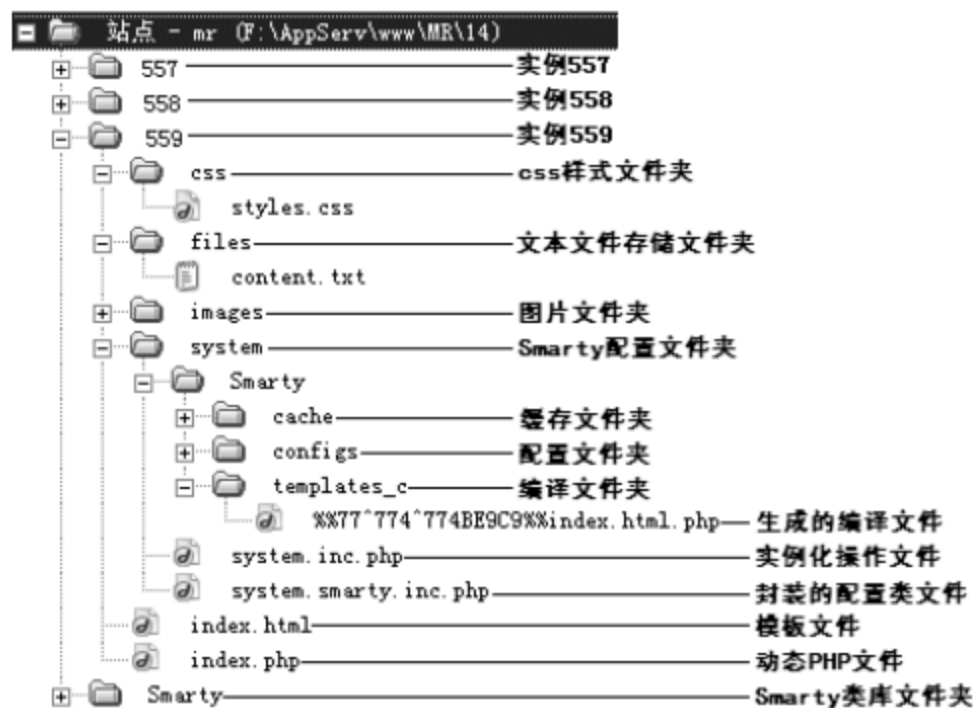 站点 - mr (F:\AppServ\www\MR\14)
557 实例557
558 实例558
559 实例559
css css样式文件夹
styles.css
files 文本文件存储文件夹
content.txt
images 图片文件夹
system Smarty配置文件夹
Smarty
cache 缓存文件夹
configs 配置文件夹
templates_c 编译文件夹
%%77^774^774BE9C9%%index.html.php 生成的编译文件
system.inc.php 实例化操作文件
system.smarty.inc.php 封装的配置类文件
index.html 模板文件
index.php 动态PHP文件
Smarty Smarty类库文件夹